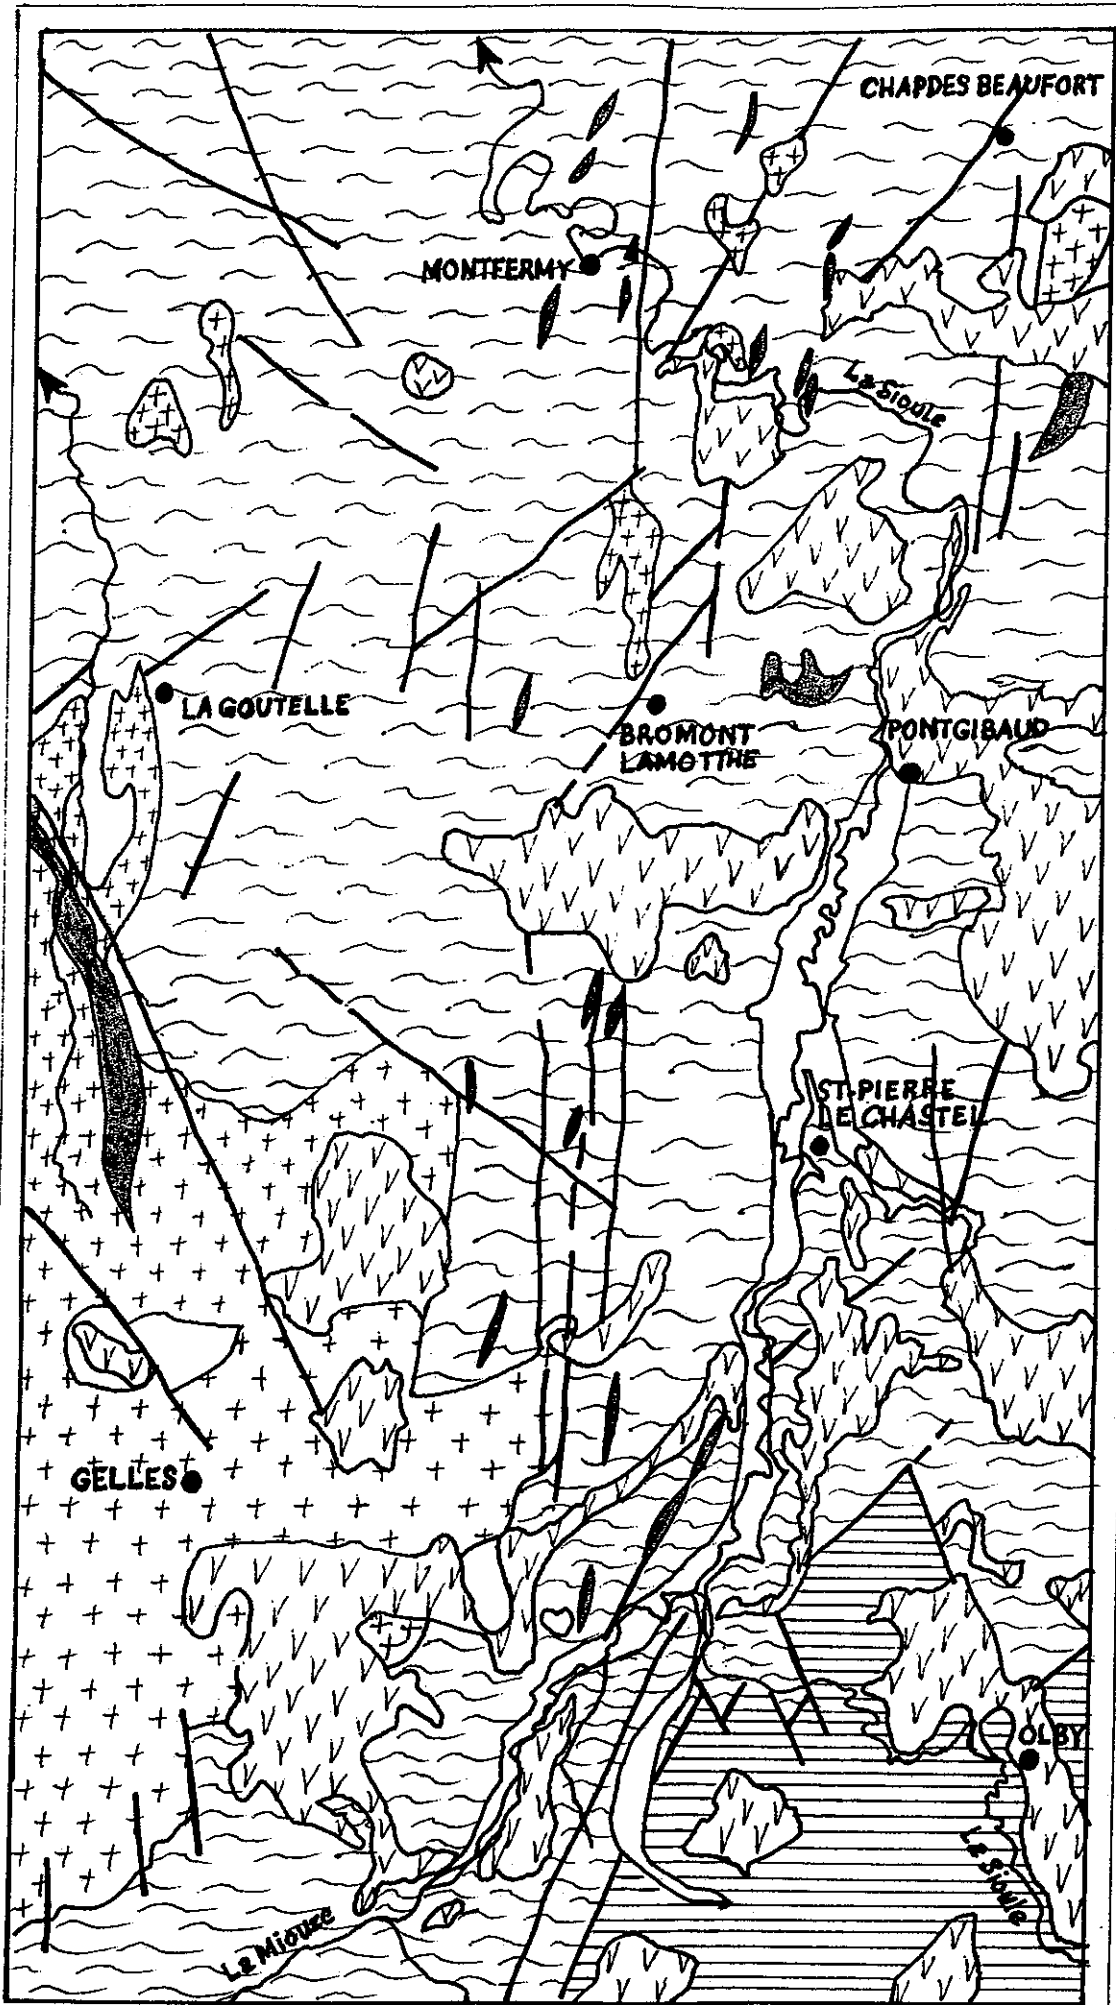 CHAPDES BEAUFORT
MONTFERMY
La Sioule
LA GOUTELLE
BROMONT
LAMOTTHE
PONTGIBAUD
ST-PIERRE
LE CHASTEL
GELLES
OLBY
La Sioule
La Miouze